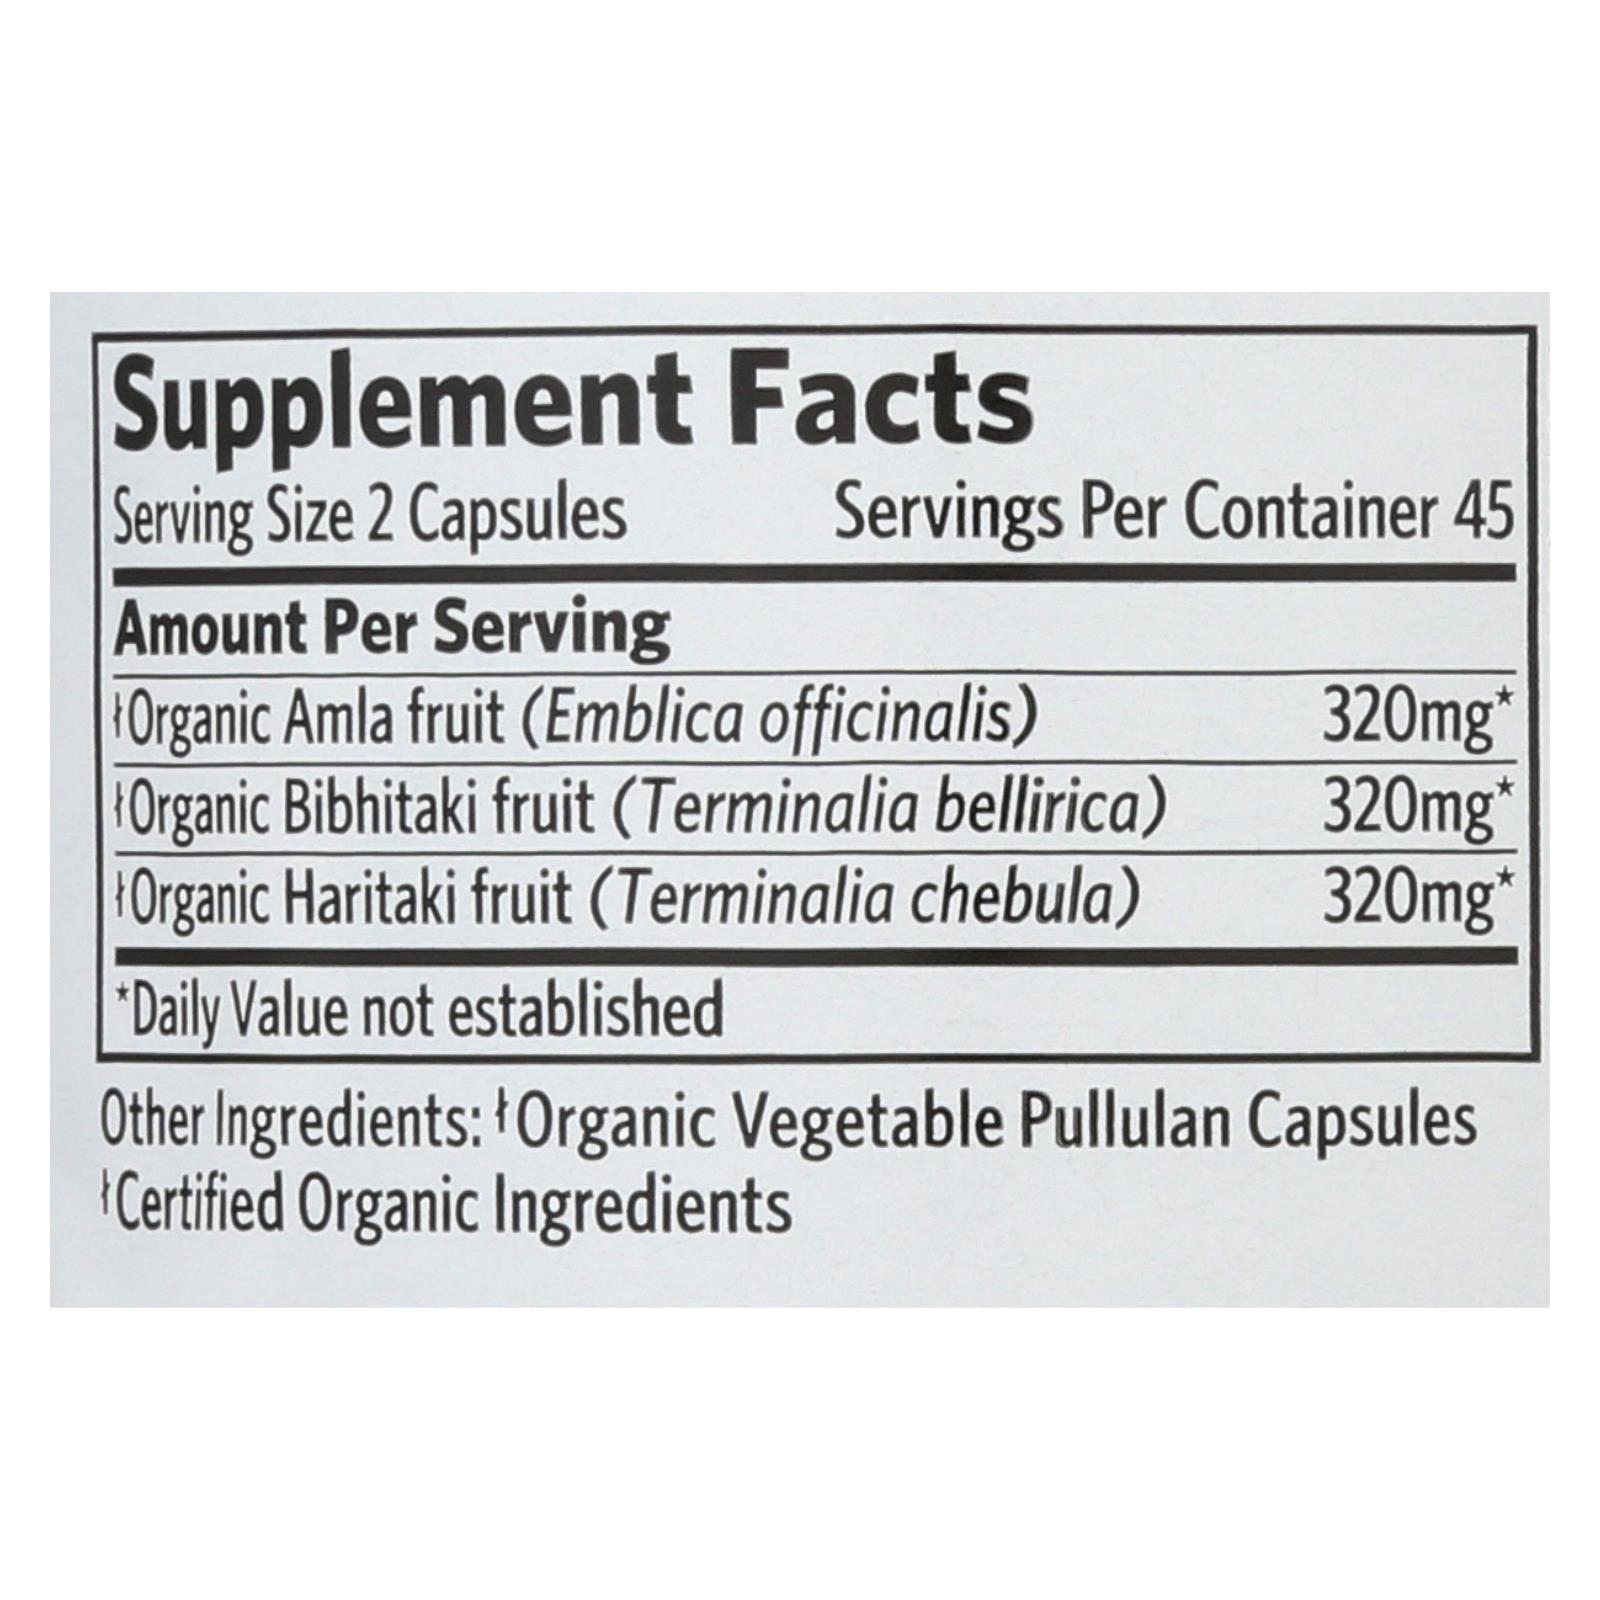 Supplement Facts
Serving Size 2 Capsules Servings Per Container 45
Amount Per Serving
ƗOrganic Amla fruit (Emblica officinalis) 320mg*
ƗOrganic Bibhitaki fruit (Terminalia bellirica) 320mg*
ƗOrganic Haritaki fruit (Terminalia chebula) 320mg*
*Daily Value not established
Other Ingredients: ƗOrganic Vegetable Pullulan Capsules
ƗCertified Organic Ingredients